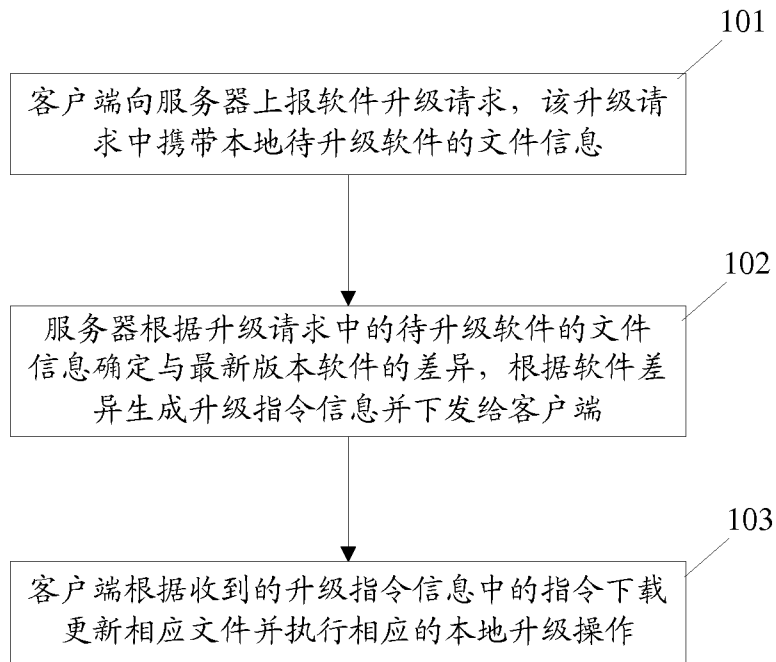 101
客户端向服务器上报软件升级请求，该升级请
求中携带本地待升级软件的文件信息
102
服务器根据升级请求中的待升级软件的文件
信息确定与最新版本软件的差异，根据软件差
异生成升级指令信息并下发给客户端
103
客户端根据收到的升级指令信息中的指令下载
更新相应文件并执行相应的本地升级操作